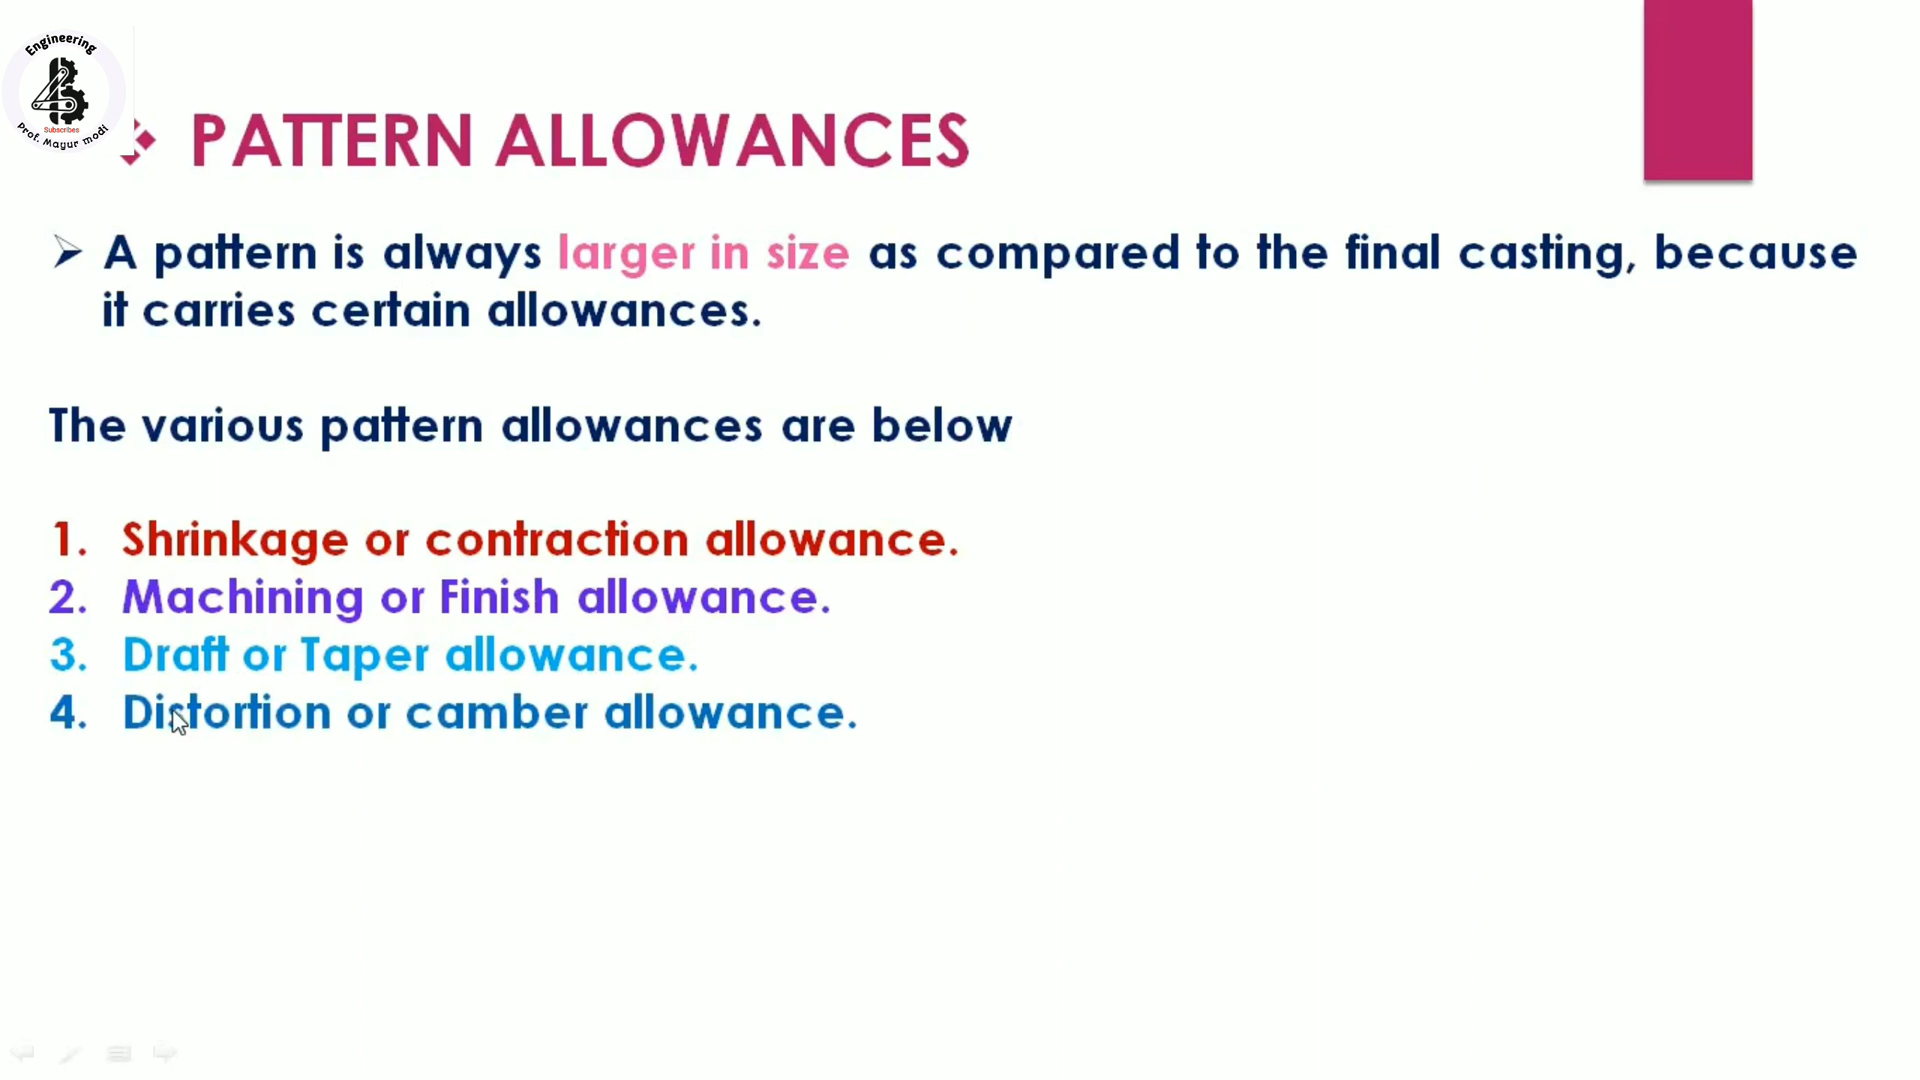 Engineering
Subscribes
Prof. Mayur modi
PATTERN ALLOWANCES
A pattern is always larger in size as compared to the final casting, because
it carries certain allowances.
The various pattern allowances are below
1. Shrinkage or contraction allowance.
2. Machining or Finish allowance.
3. Draft or Taper allowance.
4. Distortion or camber allowance.